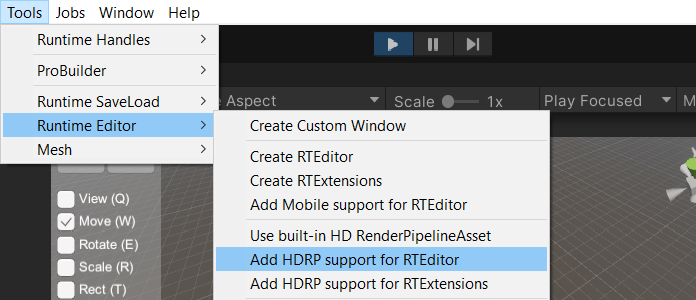 Tools Jobs Window Help
Runtime Handles
ProBuilder
Runtime SaveLoad
Runtime Editor
Mesh
Aspect Scale 1x Play Focused M
Create Custom Window
Create RTEditor
Create RTExtensions
Add Mobile support for RTEditor
Use built-in HD RenderPipelineAsset
Add HDRP support for RTEditor
Add HDRP support for RTExtensions
View (Q)
Move (W)
Rotate (E)
Scale (R)
Rect (T)